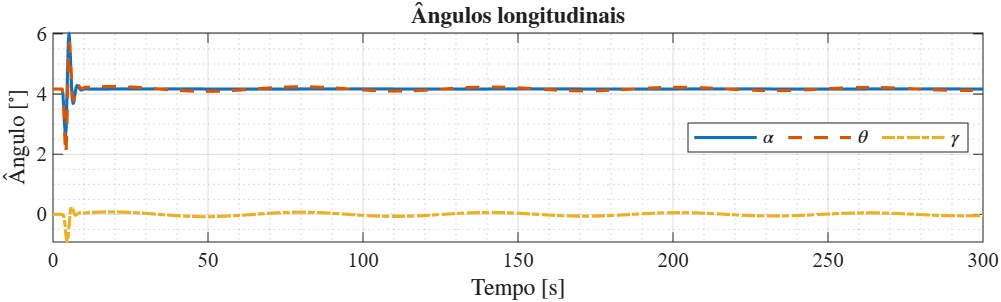 Ângulos longitudinais
Ângulo [°]
6
4
2
0
α θ γ
0 50 100 150 200 250 300
Tempo [s]